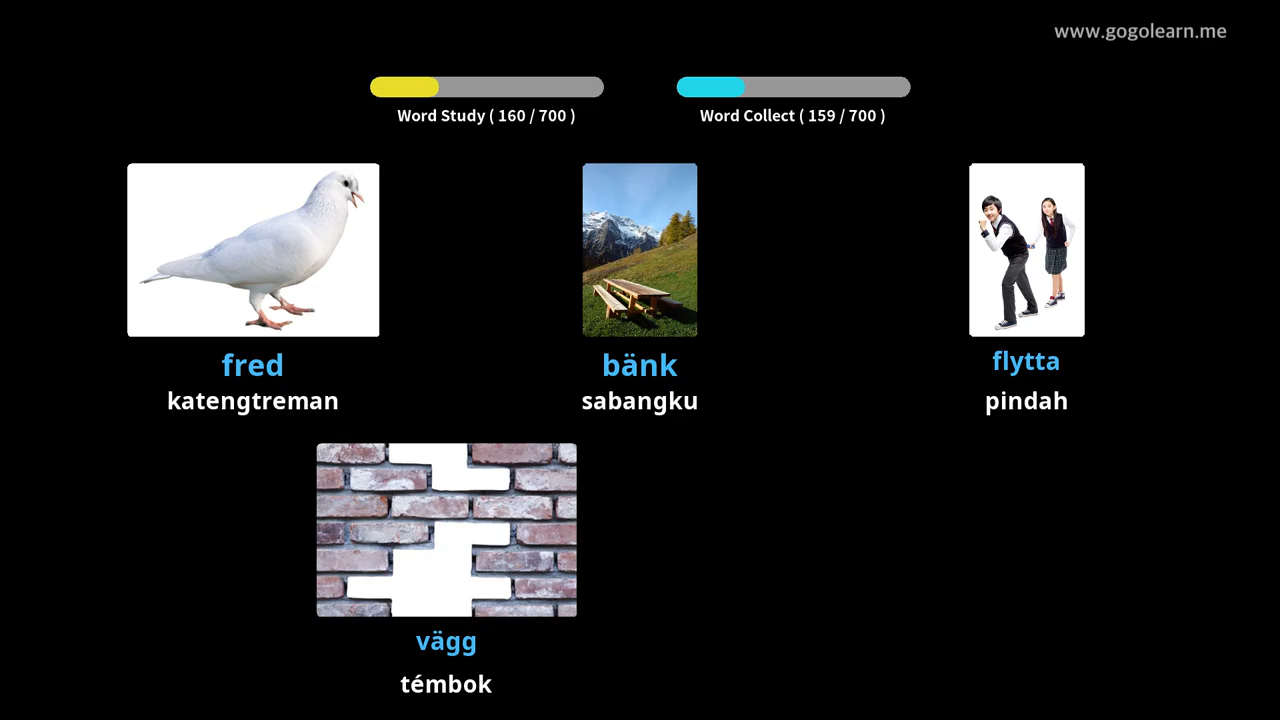 www.gogolearn.me
Word Study ( 160 / 700 )
Word Collect ( 159 / 700 )
fred
katengtreman
bänk
sabangku
flytta
pindah
vägg
témbok